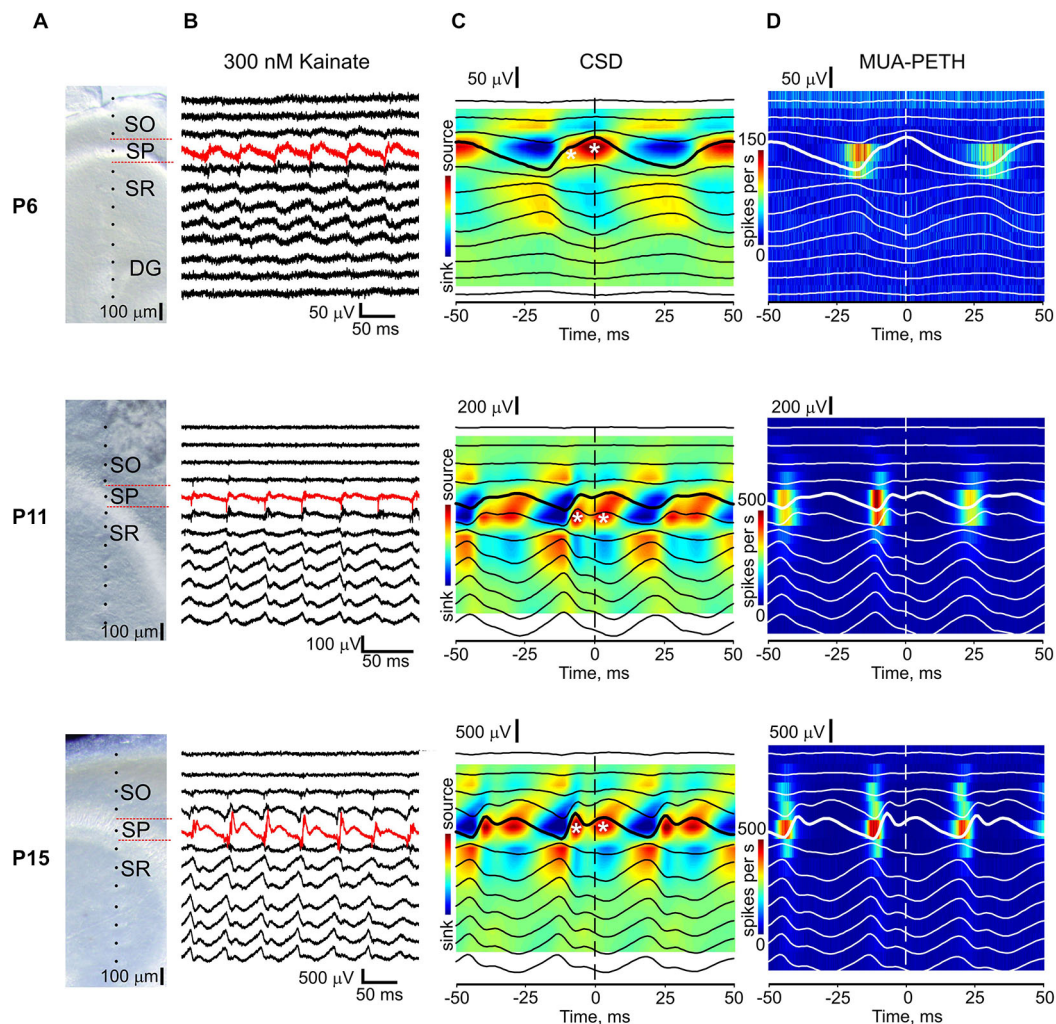 A
B
C
D
300 nM Kainate
CSD
MUA-PETH
50 µV
50 µV
P6
SO
SP
SR
DG
100 µm
50 µV
50 ms
source
sink
-50 -25 0 25 50
Time, ms
150
spikes per s
0
-50 -25 0 25 50
Time, ms
200 µV
200 µV
P11
SO
SP
SR
100 µm
100 µV
50 ms
source
sink
* *
-50 -25 0 25 50
Time, ms
500
spikes per s
0
-50 -25 0 25 50
Time, ms
500 µV
500 µV
P15
SO
SP
SR
100 µm
500 µV
50 ms
source
sink
* *
-50 -25 0 25 50
Time, ms
500
spikes per s
0
-50 -25 0 25 50
Time, ms